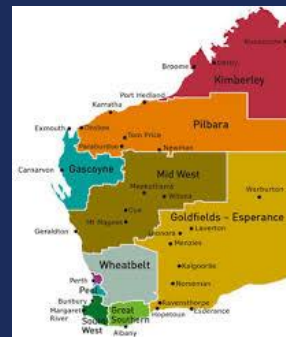 Broome
Derby
Kimberley
Port Hedland
Karratha
Pilbara
Exmouth
Onslow
Tom Price
Paraburdoo
Newman
Gascoyne
Carnarvon
Mid West
Meekatharra
Wiluna
Warburton
Cue
Mt Magnet
Goldfields – Esperance
Laverton
Leonora
Geraldton
Menzies
Wheatbelt
Kalgoorlie
Perth
Peel
Norseman
Bunbury
Margaret
River
South
West
Great
Southern
Ravensthorpe
Hopetoun
Esperance
Albany